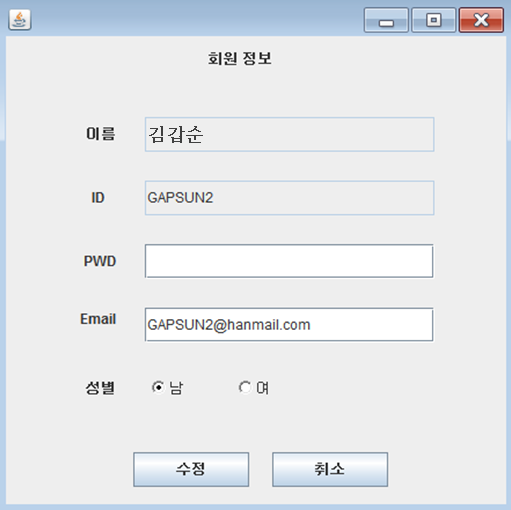 회원 정보
이름 김갑순
ID GAPSUN2
PWD
Email GAPSUN2@hanmail.com
성별 남 여
수정 취소